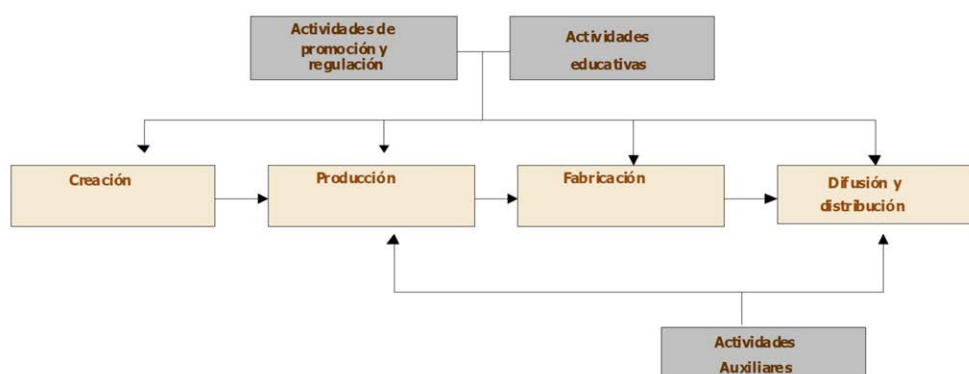 Actividades de
promoción y
regulación
Actividades
educativas
Creación
Producción
Fabricación
Difusión y
distribución
Actividades
Auxiliares